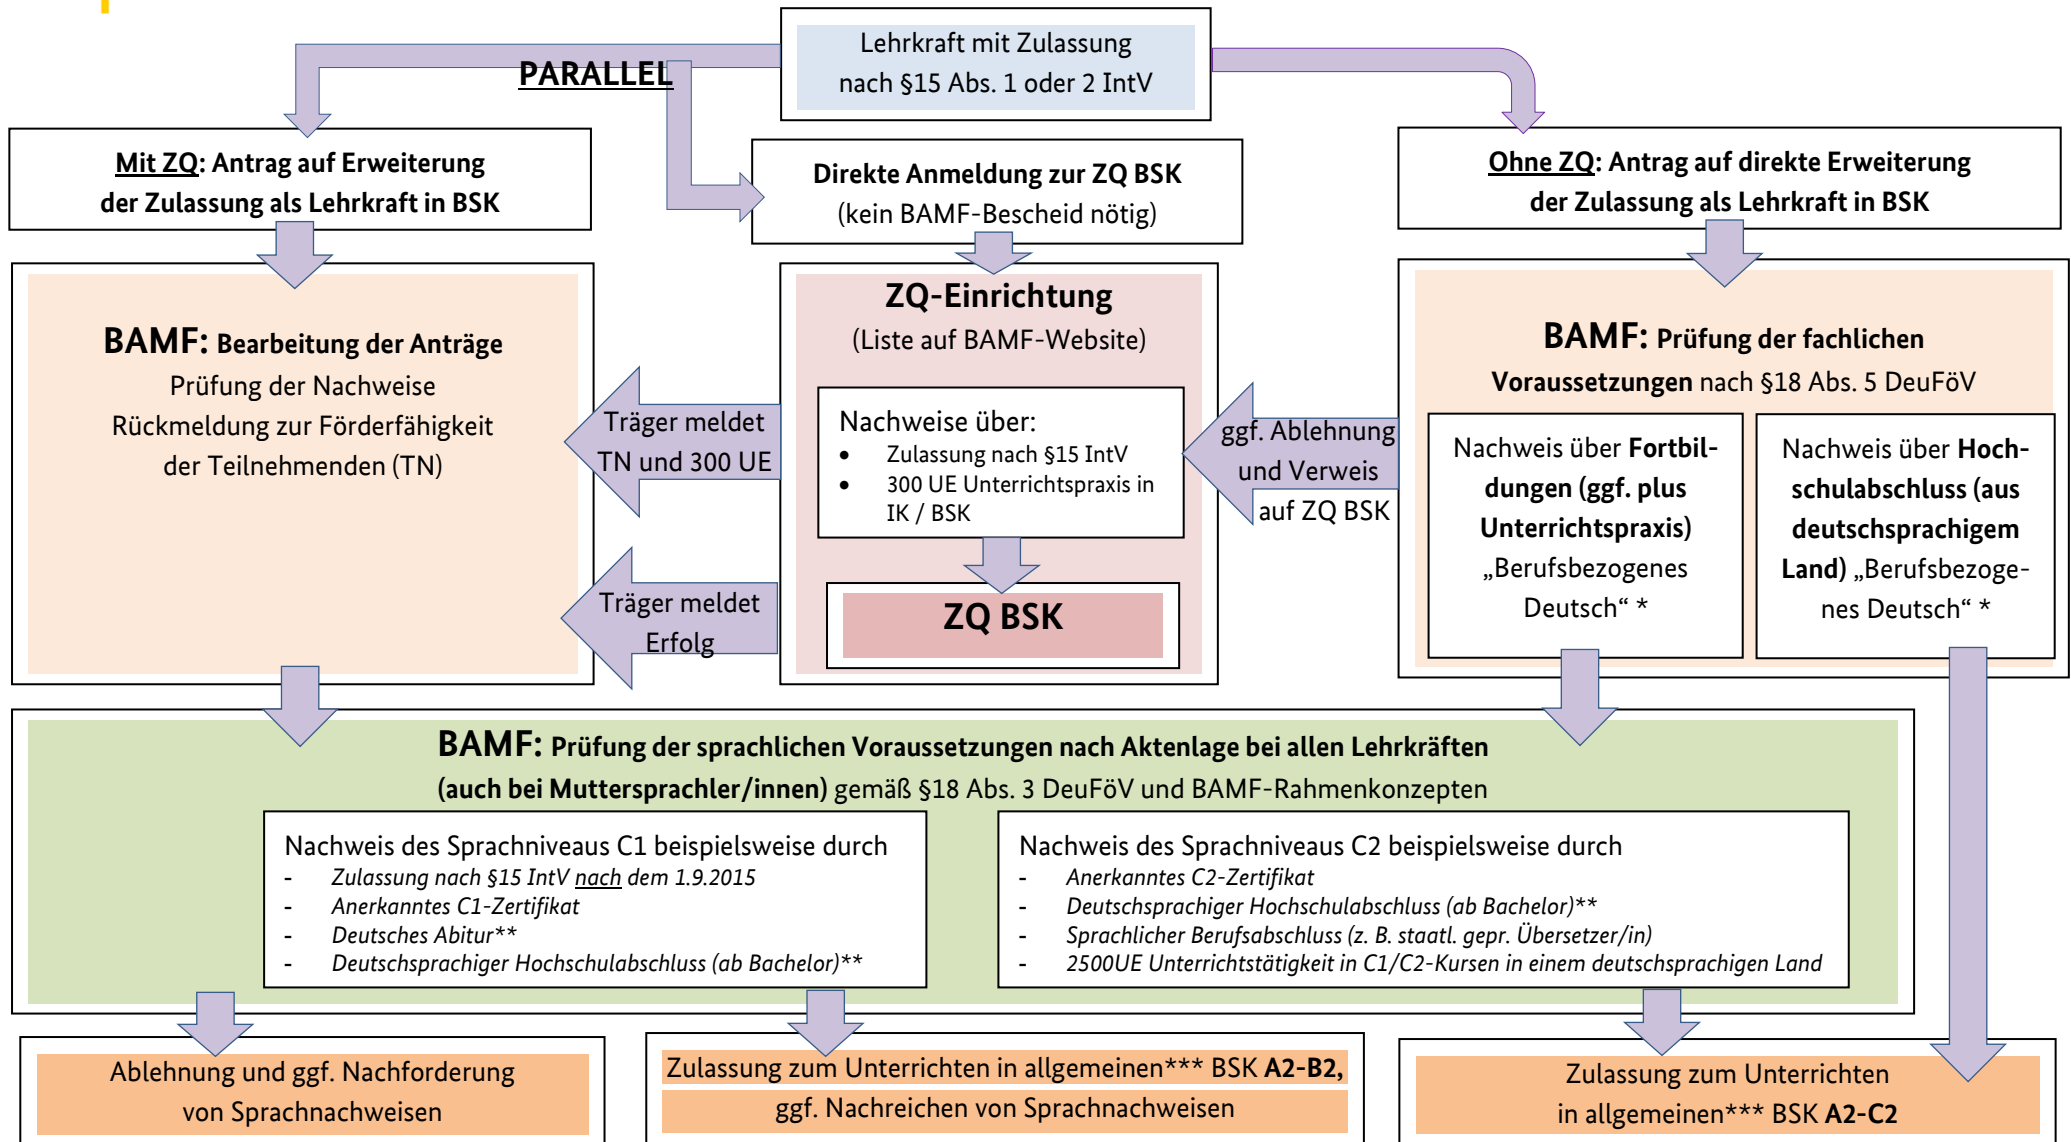 Lehrkraft mit Zulassung
nach §15 Abs. 1 oder 2 IntV
PARALLEL
Mit ZQ: Antrag auf Erweiterung
der Zulassung als Lehrkraft in BSK
Direkte Anmeldung zur ZQ BSK
(kein BAMF-Bescheid nötig)
Ohne ZQ: Antrag auf direkte Erweiterung
der Zulassung als Lehrkraft in BSK
BAMF: Bearbeitung der Anträge
Prüfung der Nachweise
Rückmeldung zur Förderfähigkeit
der Teilnehmenden (TN)
Träger meldet
TN und 300 UE
Träger meldet
Erfolg
ZQ-Einrichtung
(Liste auf BAMF-Website)
Nachweise über:
• Zulassung nach §15 IntV
• 300 UE Unterrichtspraxis in
IK / BSK
ZQ BSK
ggf. Ablehnung
und Verweis
auf ZQ BSK
BAMF: Prüfung der fachlichen
Voraussetzungen nach §18 Abs. 5 DeuFöV
Nachweis über Fortbil-
dungen (ggf. plus
Unterrichtspraxis)
„Berufsbezogenes
Deutsch“ *
Nachweis über Hoch-
schulabschluss (aus
deutschsprachigem
Land) „Berufsbezoge-
nes Deutsch“ *
BAMF: Prüfung der sprachlichen Voraussetzungen nach Aktenlage bei allen Lehrkräften
(auch bei Muttersprachler/innen) gemäß §18 Abs. 3 DeuFöV und BAMF-Rahmenkonzepten
Nachweis des Sprachniveaus C1 beispielsweise durch
- Zulassung nach §15 IntV nach dem 1.9.2015
- Anerkanntes C1-Zertifikat
- Deutsches Abitur**
- Deutschsprachiger Hochschulabschluss (ab Bachelor)**
Nachweis des Sprachniveaus C2 beispielsweise durch
- Anerkanntes C2-Zertifikat
- Deutschsprachiger Hochschulabschluss (ab Bachelor)**
- Sprachlicher Berufsabschluss (z. B. staatl. gepr. Übersetzer/in)
- 2500UE Unterrichtstätigkeit in C1/C2-Kursen in einem deutschsprachigen Land
Ablehnung und ggf. Nachforderung
von Sprachnachweisen
Zulassung zum Unterrichten in allgemeinen*** BSK A2-B2,
ggf. Nachreichen von Sprachnachweisen
Zulassung zum Unterrichten
in allgemeinen*** BSK A2-C2